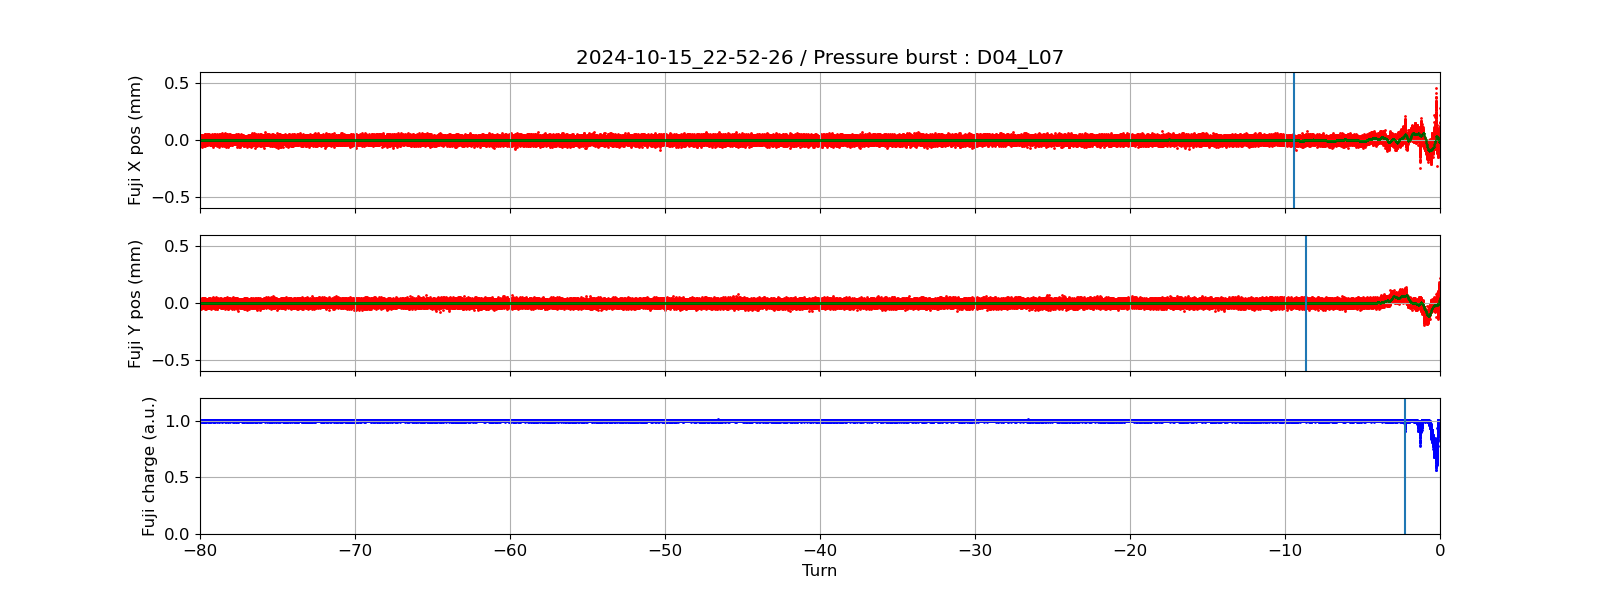 2024-10-15_22-52-26 / Pressure burst : D04_L07
Fuji X pos (mm)
0.5
0.0
−0.5
Fuji Y pos (mm)
0.5
0.0
−0.5
Fuji charge (a.u.)
1.0
0.5
0.0
−80 −70 −60 −50 −40 −30 −20 −10 0
Turn